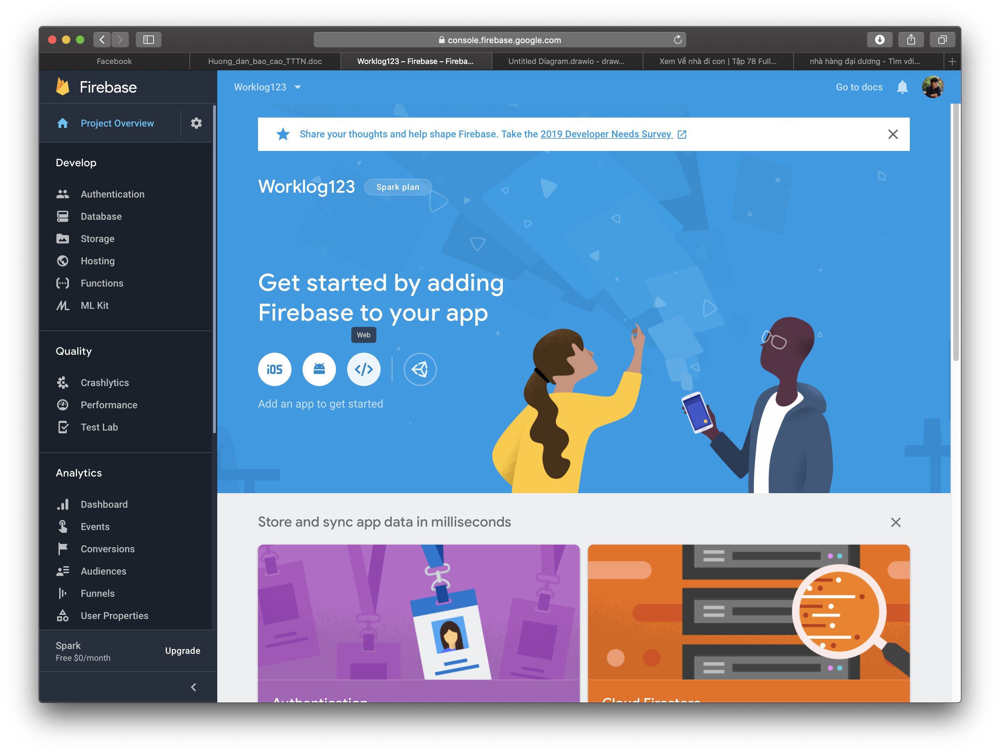 console.firebase.google.com
Facebook
Huong_dan_bao_cao_TTTN.doc
Worklog123 – Firebase – Fireba...
Untitled Diagram.drawio - draw...
Xem Về nhà đi con | Tập 78 Full...
nhà hàng đại dương - Tìm với...
Firebase
Worklog123
Go to docs
Project Overview
Share your thoughts and help shape Firebase. Take the 2019 Developer Needs Survey
Develop
Authentication
Database
Storage
Hosting
Functions
ML Kit
Quality
Crashlytics
Performance
Test Lab
Analytics
Dashboard
Events
Conversions
Audiences
Funnels
User Properties
Spark
Free $0/month
Upgrade
Worklog123
Spark plan
Get started by adding
Firebase to your app
Web
iOS
Add an app to get started
Store and sync app data in milliseconds
Authentication
Cloud Firestore